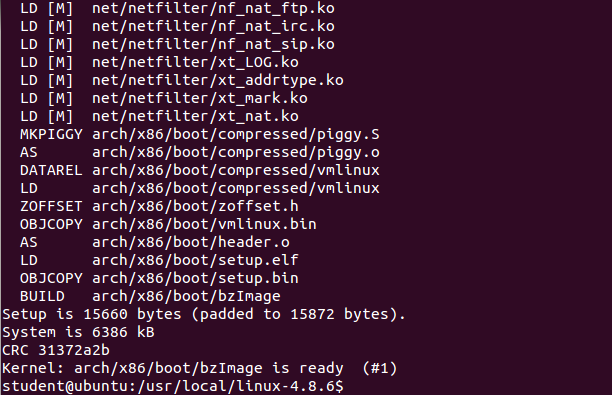 LD [M]  net/netfilter/nf_nat_ftp.ko
LD [M]  net/netfilter/nf_nat_irc.ko
LD [M]  net/netfilter/nf_nat_sip.ko
LD [M]  net/netfilter/xt_LOG.ko
LD [M]  net/netfilter/xt_addrtype.ko
LD [M]  net/netfilter/xt_mark.ko
LD [M]  net/netfilter/xt_nat.ko
MKPIGGY arch/x86/boot/compressed/piggy.S
AS      arch/x86/boot/compressed/piggy.o
DATAREL arch/x86/boot/compressed/vmlinux
LD      arch/x86/boot/compressed/vmlinux
ZOFFSET arch/x86/boot/zoffset.h
OBJCOPY arch/x86/boot/vmlinux.bin
AS      arch/x86/boot/header.o
LD      arch/x86/boot/setup.elf
OBJCOPY arch/x86/boot/setup.bin
BUILD   arch/x86/boot/bzImage
Setup is 15660 bytes (padded to 15872 bytes).
System is 6386 kB
CRC 31372a2b
Kernel: arch/x86/boot/bzImage is ready  (#1)
student@ubuntu:/usr/local/linux-4.8.6$